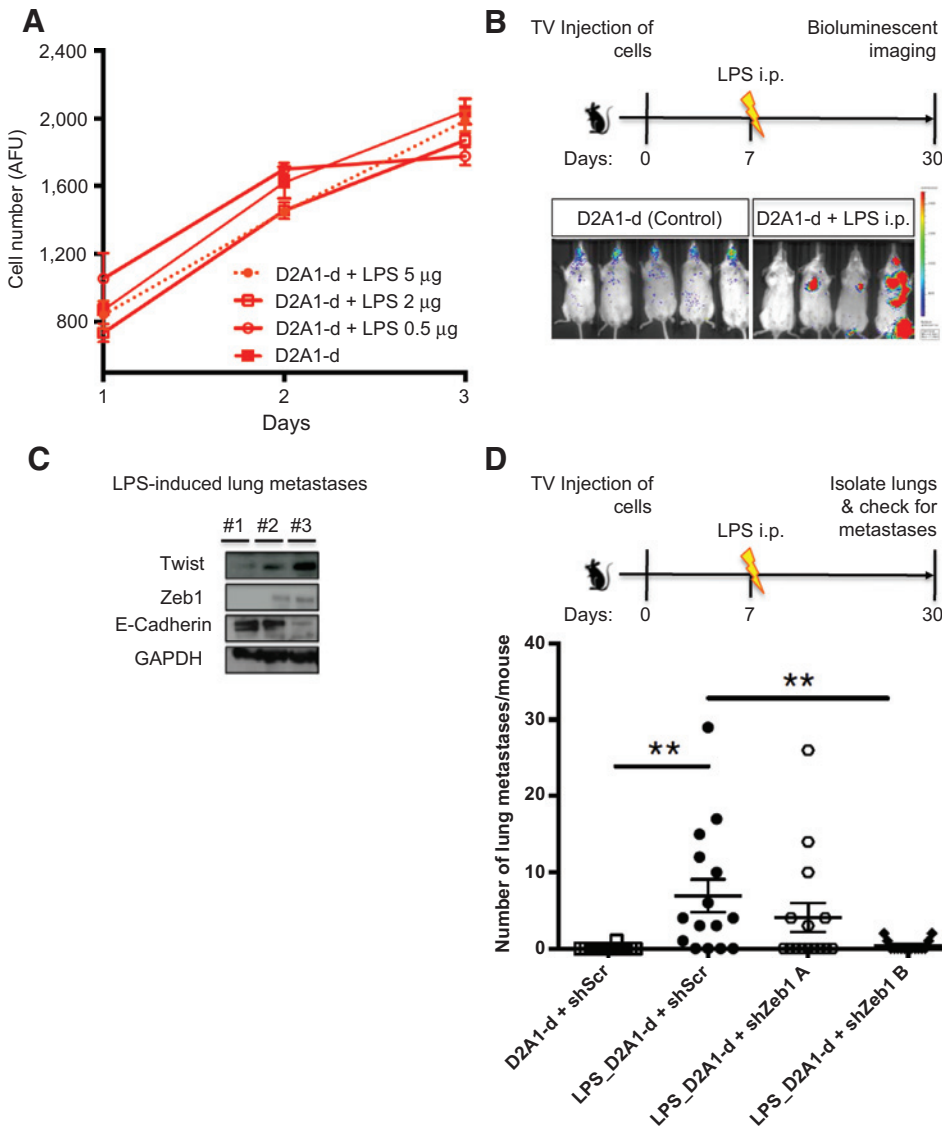 A
2,400
2,000
1,600
1,200
800
Cell number (AFU)
D2A1-d + LPS 5 μg
D2A1-d + LPS 2 μg
D2A1-d + LPS 0.5 μg
D2A1-d
1
2
3
Days
B
TV Injection of
cells
Bioluminescent
imaging
LPS i.p.
Days:
0
7
30
D2A1-d (Control)
D2A1-d + LPS i.p.
C
LPS-induced lung metastases
#1 #2 #3
Twist
Zeb1
E-Cadherin
GAPDH
D
TV Injection of
cells
Isolate lungs
& check for
metastases
LPS i.p.
Days:
0
7
30
Number of lung metastases/mouse
40
30
20
10
0
**
**
D2A1-d + shScr
LPS_D2A1-d + shScr
LPS_D2A1-d + shZeb1 A
LPS_D2A1-d + shZeb1 B